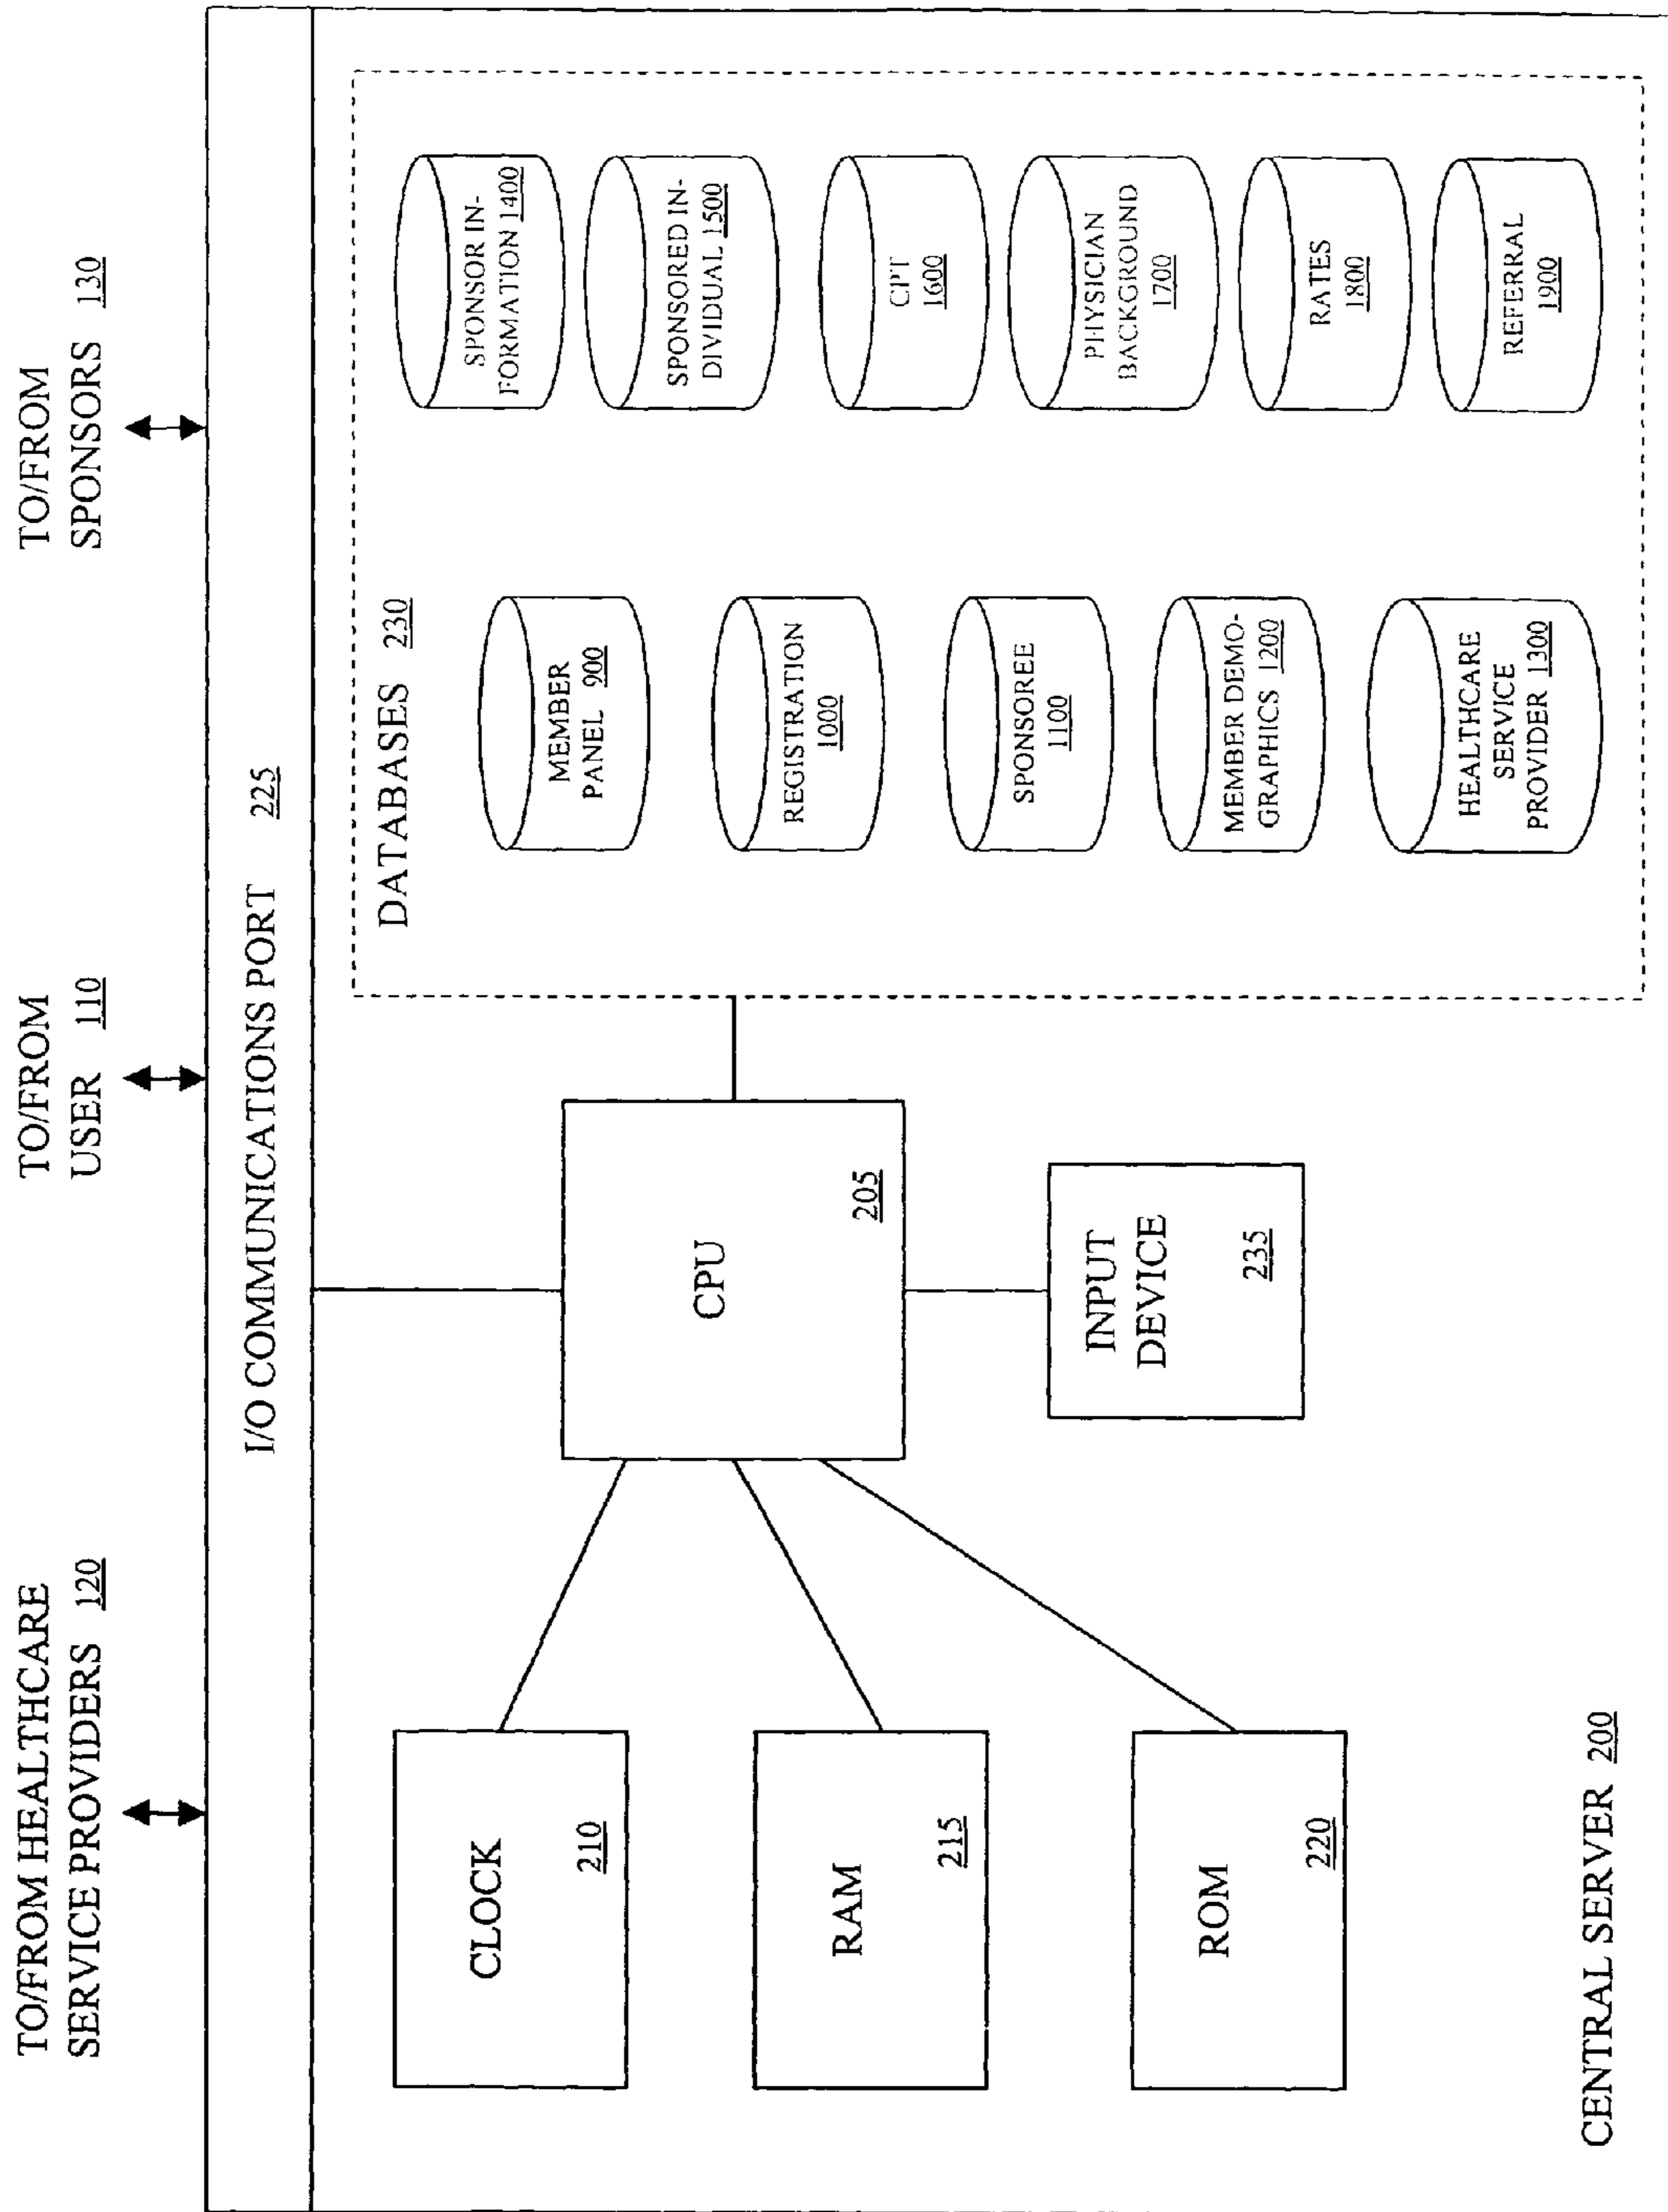 TO/FROM HEALTHCARE
SERVICE PROVIDERS 120
TO/FROM
USER 110
TO/FROM
SPONSORS 130
I/O COMMUNICATIONS PORT 225
CLOCK
210
RAM
215
ROM
220
CPU
205
INPUT
DEVICE
235
DATABASES 230
MEMBER
PANEL 900
REGISTRATION
1000
SPONSOREE
1100
MEMBER DEMO-
GRAPHICS 1200
HEALTHCARE
SERVICE
PROVIDER 1300
SPONSOR IN-
FORMATION 1400
SPONSORED IN-
DIVIDUAL 1500
CPT
1600
PHYSICIAN
BACKGROUND
1700
RATES
1800
REFERRAL
1900
CENTRAL SERVER 200